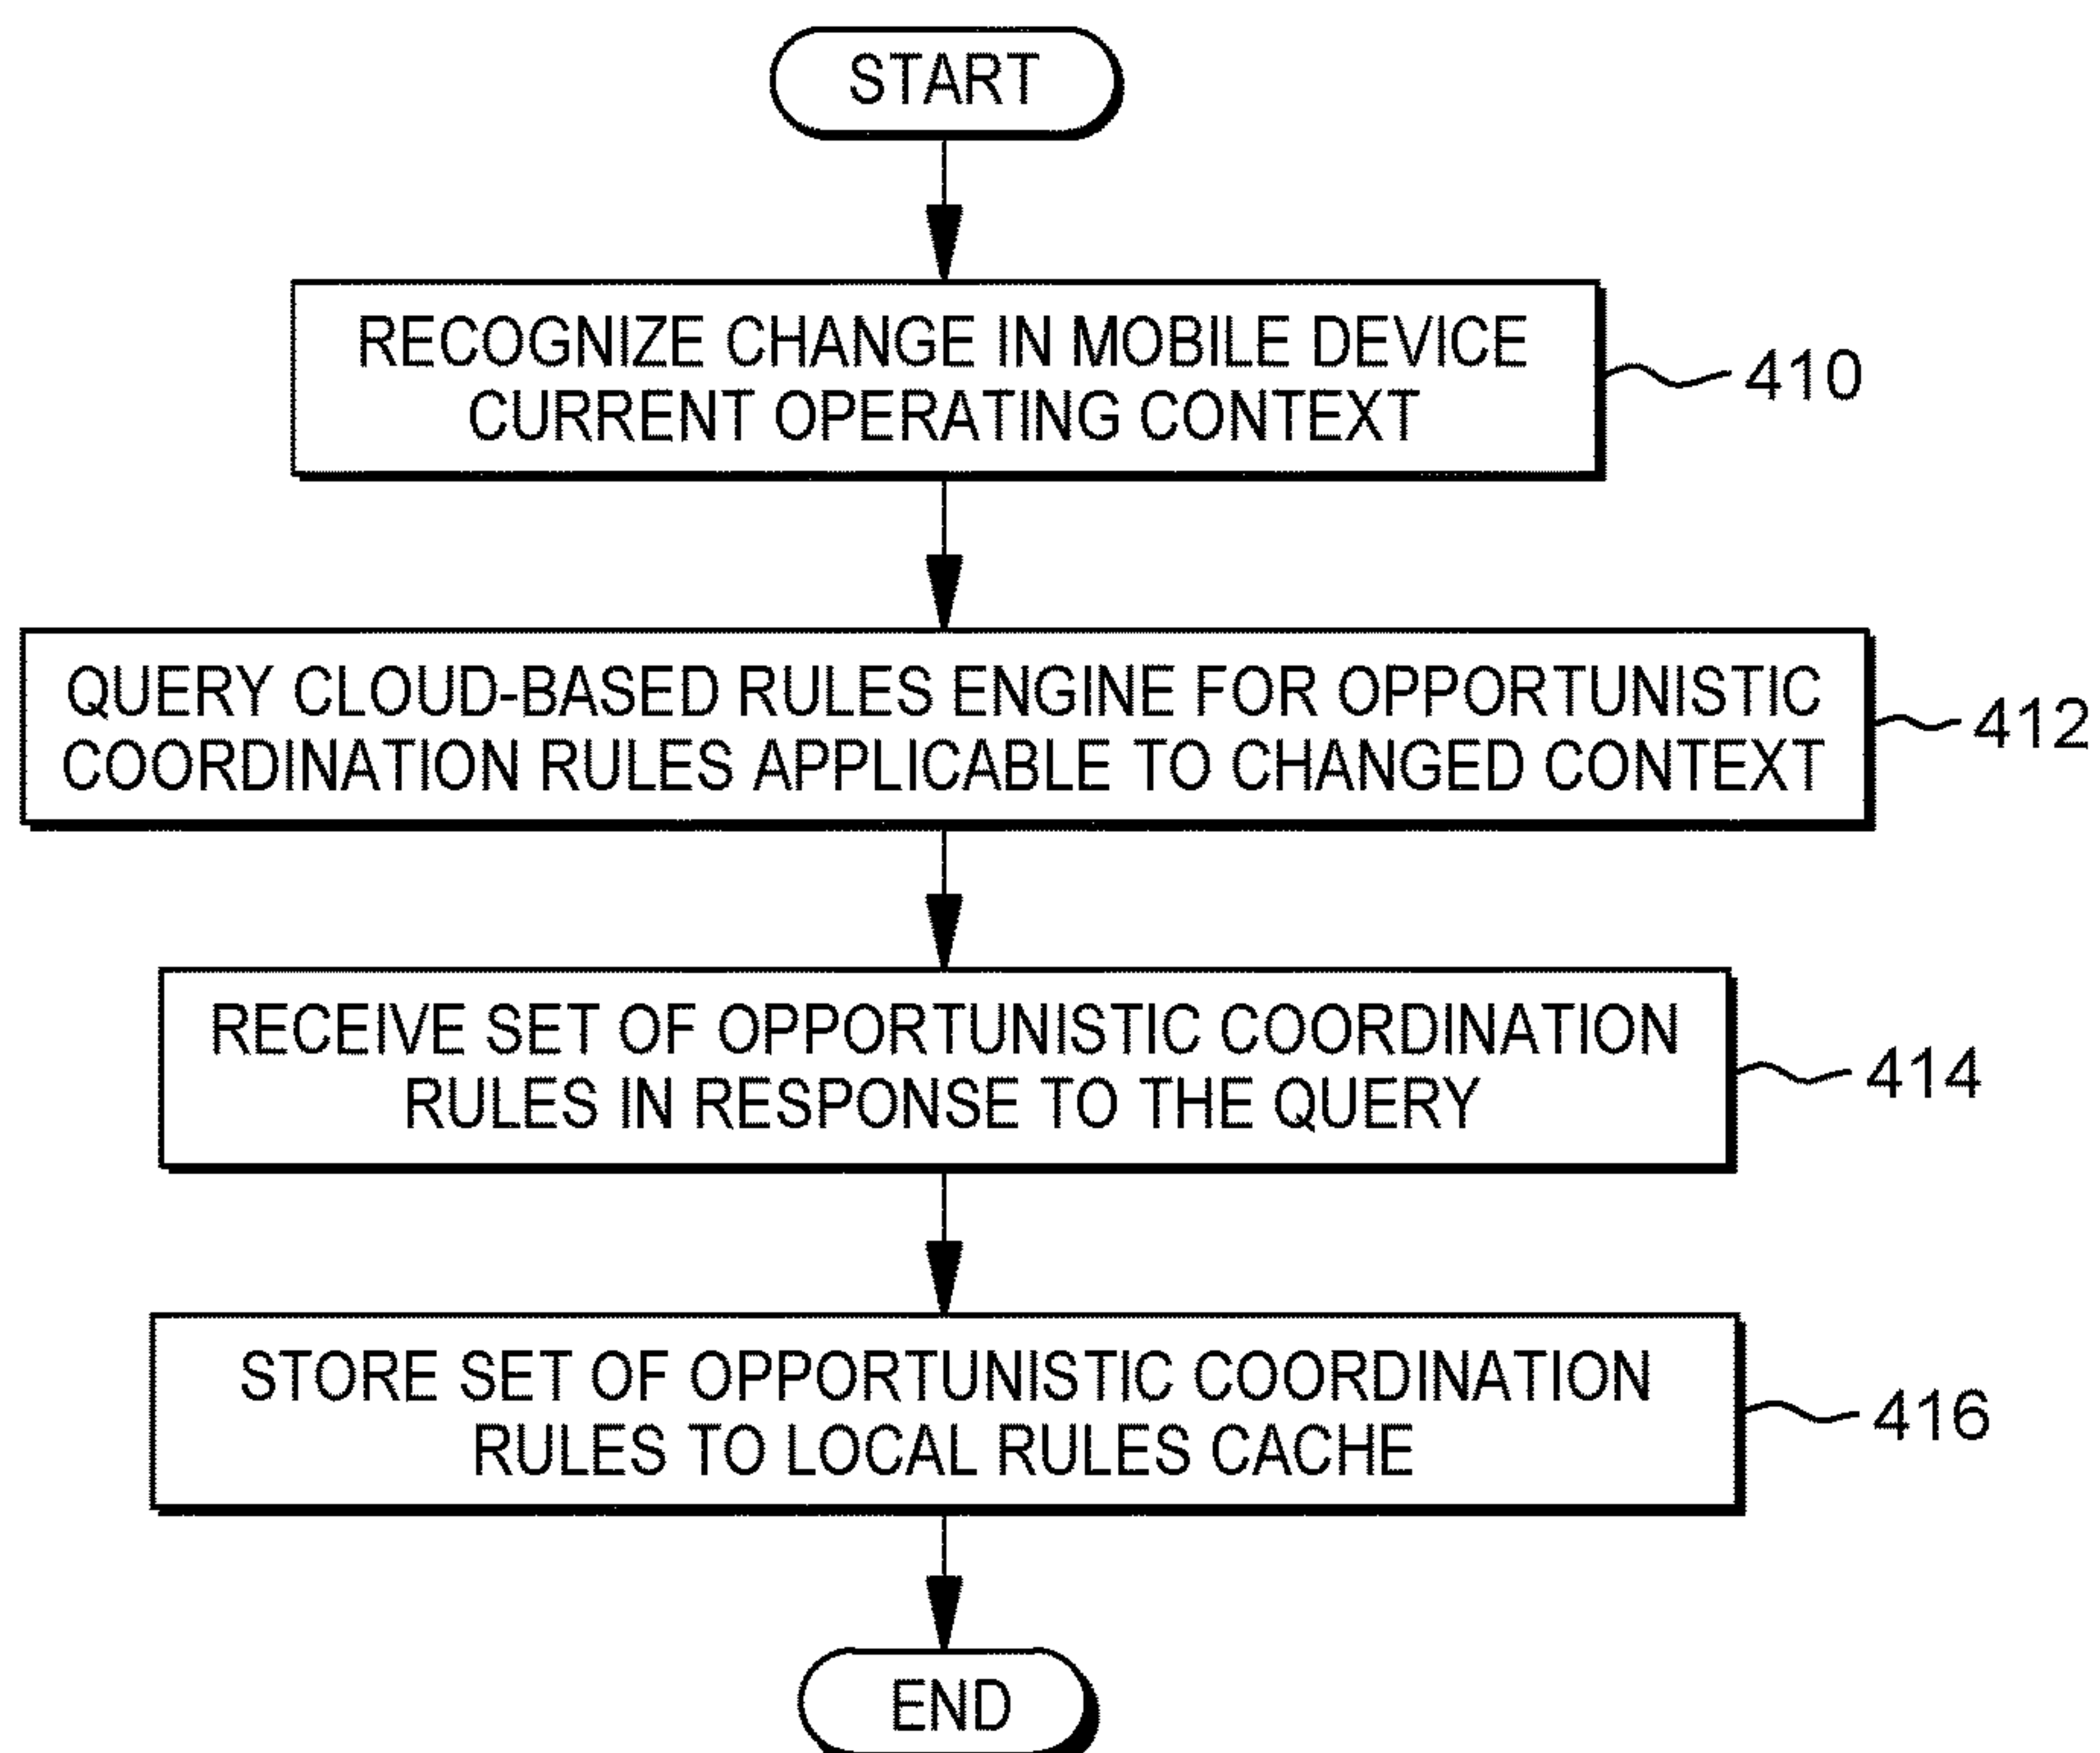 START
RECOGNIZE CHANGE IN MOBILE DEVICE
CURRENT OPERATING CONTEXT
410
QUERY CLOUD-BASED RULES ENGINE FOR OPPORTUNISTIC
COORDINATION RULES APPLICABLE TO CHANGED CONTEXT
412
RECEIVE SET OF OPPORTUNISTIC COORDINATION
RULES IN RESPONSE TO THE QUERY
414
STORE SET OF OPPORTUNISTIC COORDINATION
RULES TO LOCAL RULES CACHE
416
END